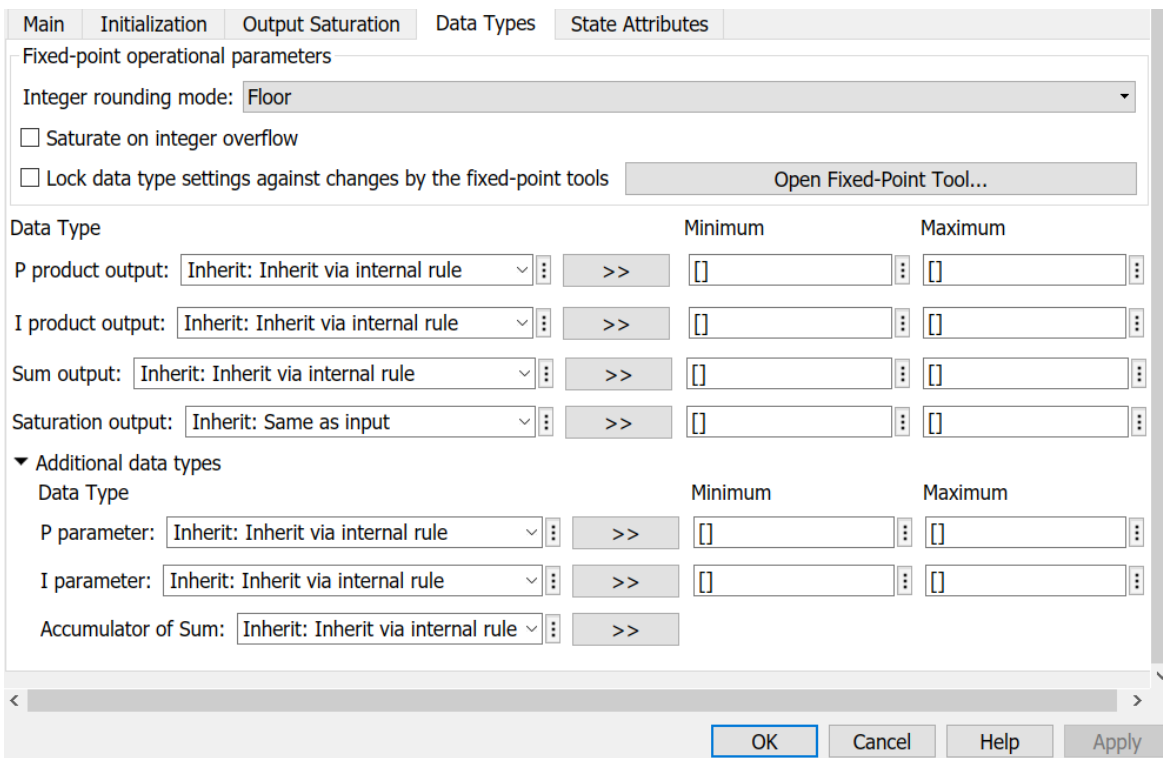 Main Initialization Output Saturation Data Types State Attributes
Fixed-point operational parameters
Integer rounding mode: Floor
Saturate on integer overflow
Lock data type settings against changes by the fixed-point tools Open Fixed-Point Tool...
Data Type Minimum Maximum
P product output: Inherit: Inherit via internal rule >> [] []
I product output: Inherit: Inherit via internal rule >> [] []
Sum output: Inherit: Inherit via internal rule >> [] []
Saturation output: Inherit: Same as input >> [] []
Additional data types
Data Type Minimum Maximum
P parameter: Inherit: Inherit via internal rule >> [] []
I parameter: Inherit: Inherit via internal rule >> [] []
Accumulator of Sum: Inherit: Inherit via internal rule >>
OK Cancel Help Apply